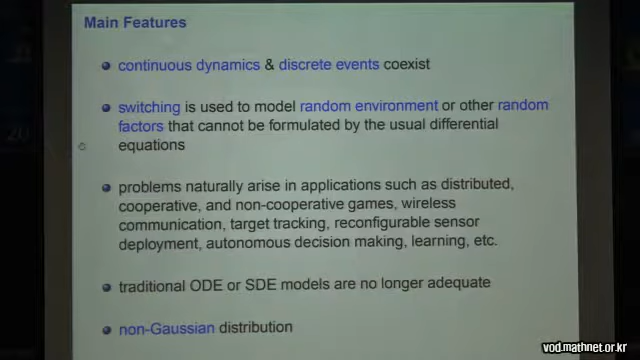 Main Features
continuous dynamics & discrete events coexist
switching is used to model random environment or other random
factors that cannot be formulated by the usual differential
equations
problems naturally arise in applications such as distributed,
cooperative, and non-cooperative games, wireless
communication, target tracking, reconfigurable sensor
deployment, autonomous decision making, learning, etc.
traditional ODE or SDE models are no longer adequate
non-Gaussian distribution
vod.mathnet.or.kr